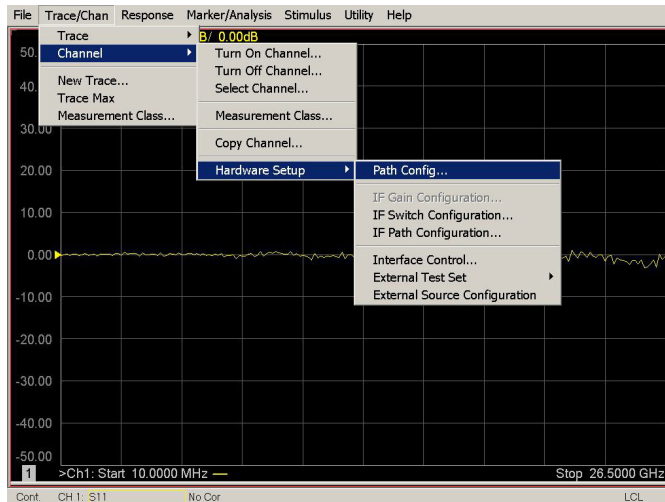 File Trace/Chan Response Marker/Analysis Stimulus Utility Help
Trace
Channel
New Trace...
Trace Max
Measurement Class...
B/ 0.00dB
Turn On Channel...
Turn Off Channel...
Select Channel...
Measurement Class...
Copy Channel...
Hardware Setup
Path Config...
IF Gain Configuration...
IF Switch Configuration...
IF Path Configuration...
Interface Control...
External Test Set
External Source Configuration
50.
40.
30.00
20.00
10.00
0.00
-10.00
-20.00
-30.00
-40.00
-50.00
1 >Ch1: Start 10.0000 MHz Stop 26.5000 GHz
Cont. CH 1: S11 No Cor LCL